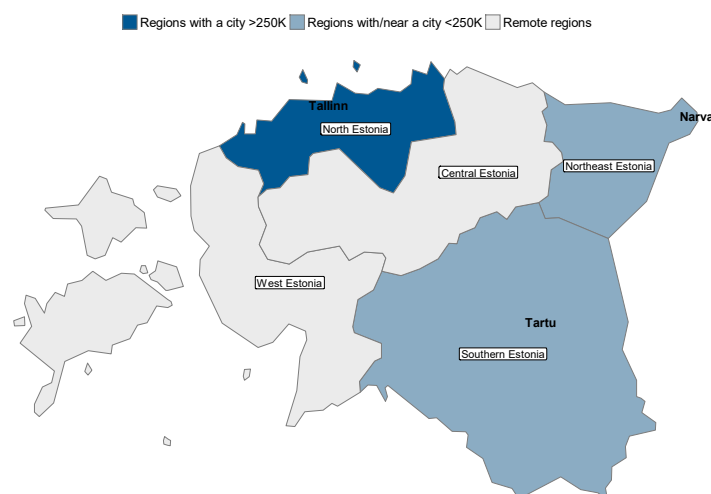 Regions with a city >250K Regions with/near a city <250K Remote regions
Tallinn
North Estonia
Narva
Northeast Estonia
Central Estonia
West Estonia
Tartu
Southern Estonia